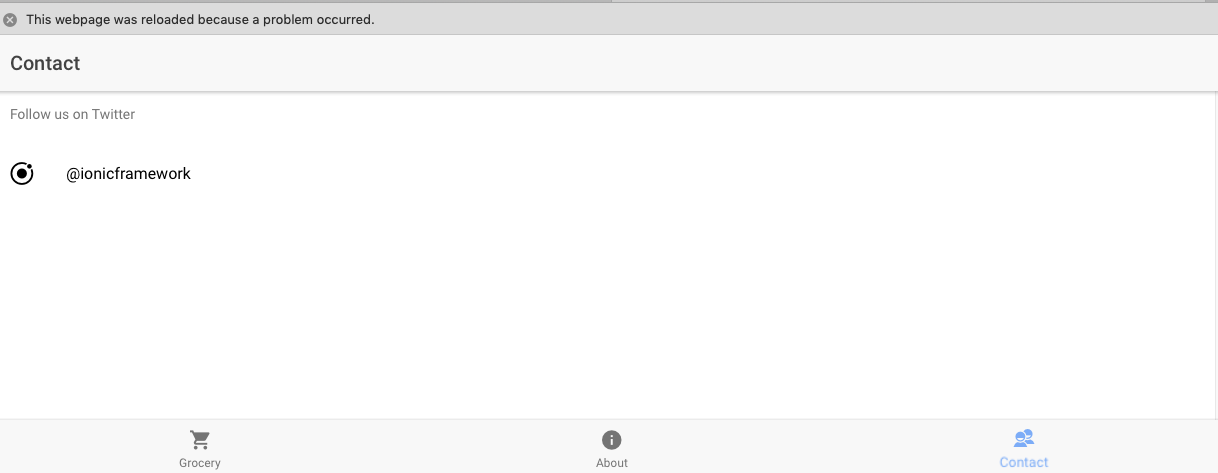 This webpage was reloaded because a problem occurred.
Contact
Follow us on Twitter
@ionicframework
Grocery
About
Contact